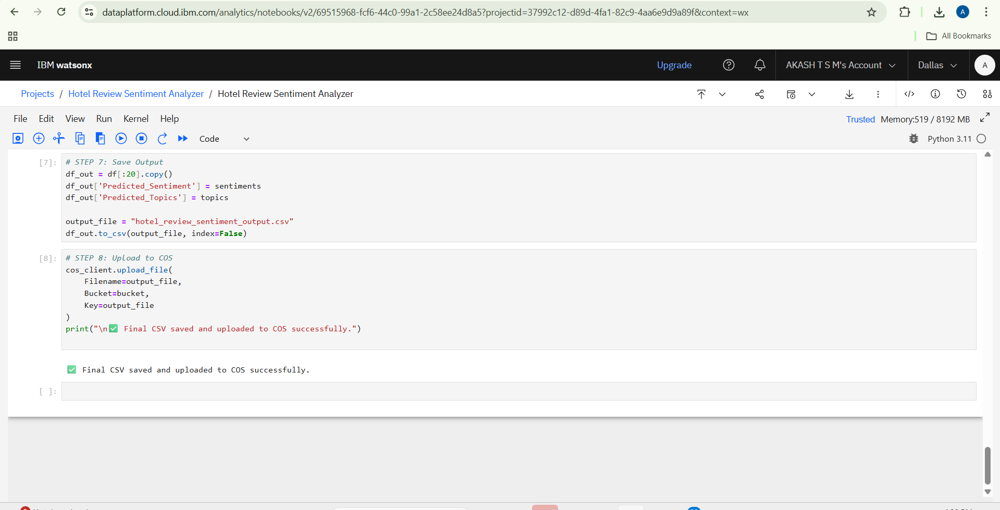 dataplatform.cloud.ibm.com/analytics/notebooks/v2/69515968-fcf6-44c0-99a1-2c58ee24d8a5?projectid=37992c12-d89d-4fa1-82c9-4aa6e9d9a89f&context=wx
A
All Bookmarks
IBM watsonx
Upgrade
AKASH T S M's Account
Dallas
A
Projects / Hotel Review Sentiment Analyzer / Hotel Review Sentiment Analyzer
File Edit View Run Kernel Help
Trusted Memory:519 / 8192 MB
Code
Python 3.11
[7]:
# STEP 7: Save Output
df_out = df[:20].copy()
df_out['Predicted_Sentiment'] = sentiments
df_out['Predicted_Topics'] = topics
output_file = "hotel_review_sentiment_output.csv"
df_out.to_csv(output_file, index=False)
[8]:
# STEP 8: Upload to COS
cos_client.upload_file(
    Filename=output_file,
    Bucket=bucket,
    Key=output_file
)
print("\n✅ Final CSV saved and uploaded to COS successfully.")
✅ Final CSV saved and uploaded to COS successfully.
[ ]: